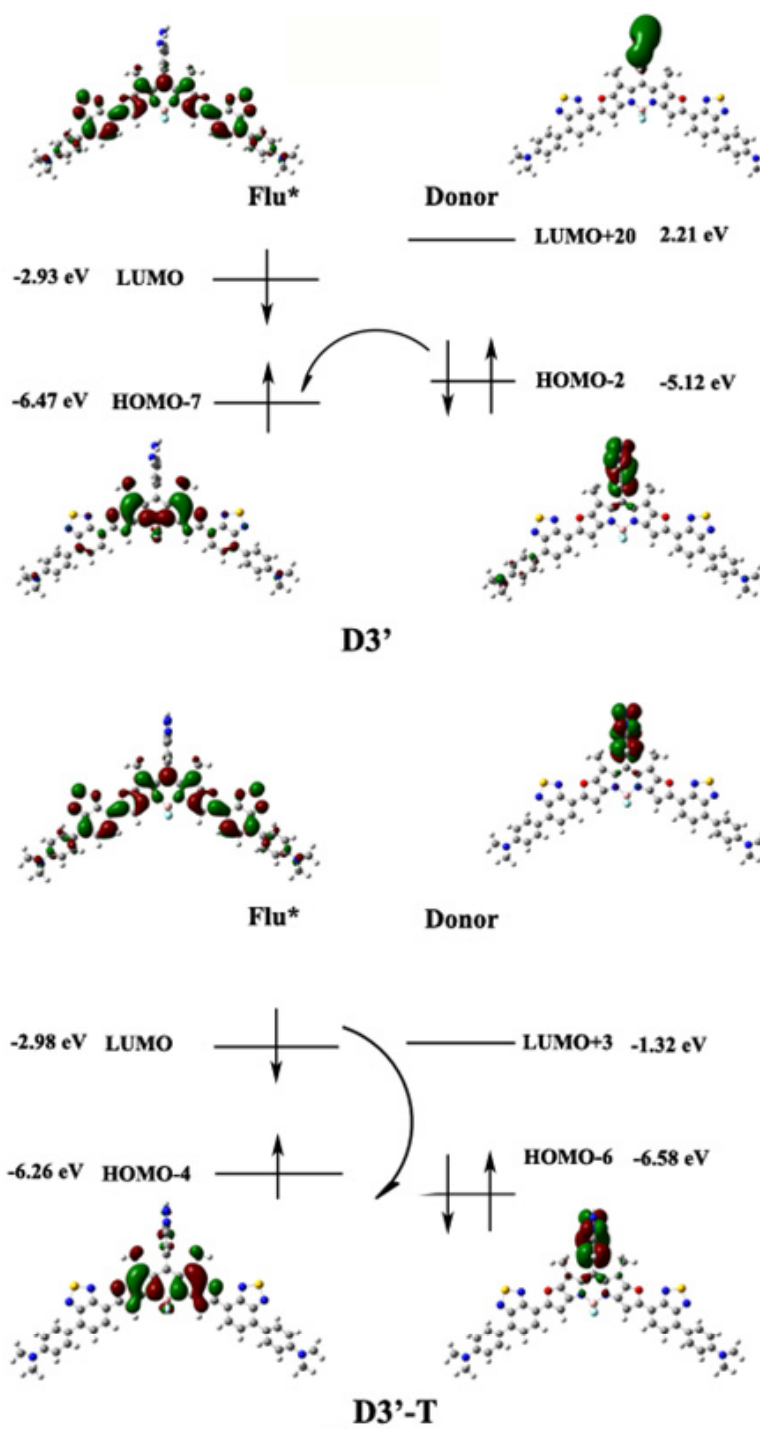 Flu* Donor
LUMO+20 2.21 eV
-2.93 eV LUMO
HOMO-2 -5.12 eV
-6.47 eV HOMO-7
D3’
Flu* Donor
-2.98 eV LUMO LUMO+3 -1.32 eV
HOMO-6 -6.58 eV
-6.26 eV HOMO-4
D3’-T